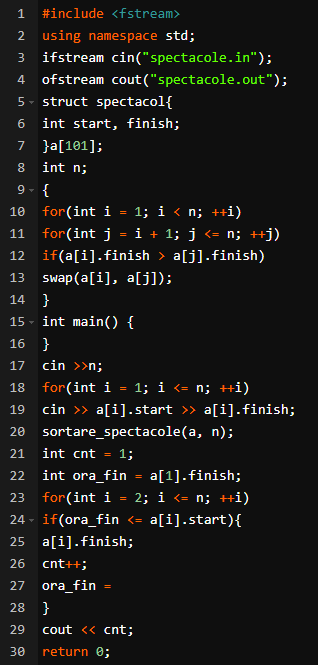 1 #include <fstream>
2 using namespace std;
3 ifstream cin("spectacole.in");
4 ofstream cout("spectacole.out");
5 struct spectacol{
6 int start, finish;
7 }a[101];
8 int n;
9 {
10 for(int i = 1; i < n; ++i)
11 for(int j = i + 1; j <= n; ++j)
12 if(a[i].finish > a[j].finish)
13 swap(a[i], a[j]);
14 }
15 int main() {
16 }
17 cin >>n;
18 for(int i = 1; i <= n; ++i)
19 cin >> a[i].start >> a[i].finish;
20 sortare_spectacole(a, n);
21 int cnt = 1;
22 int ora_fin = a[1].finish;
23 for(int i = 2; i <= n; ++i)
24 if(ora_fin <= a[i].start){
25 a[i].finish;
26 cnt++;
27 ora_fin =
28 }
29 cout << cnt;
30 return 0;